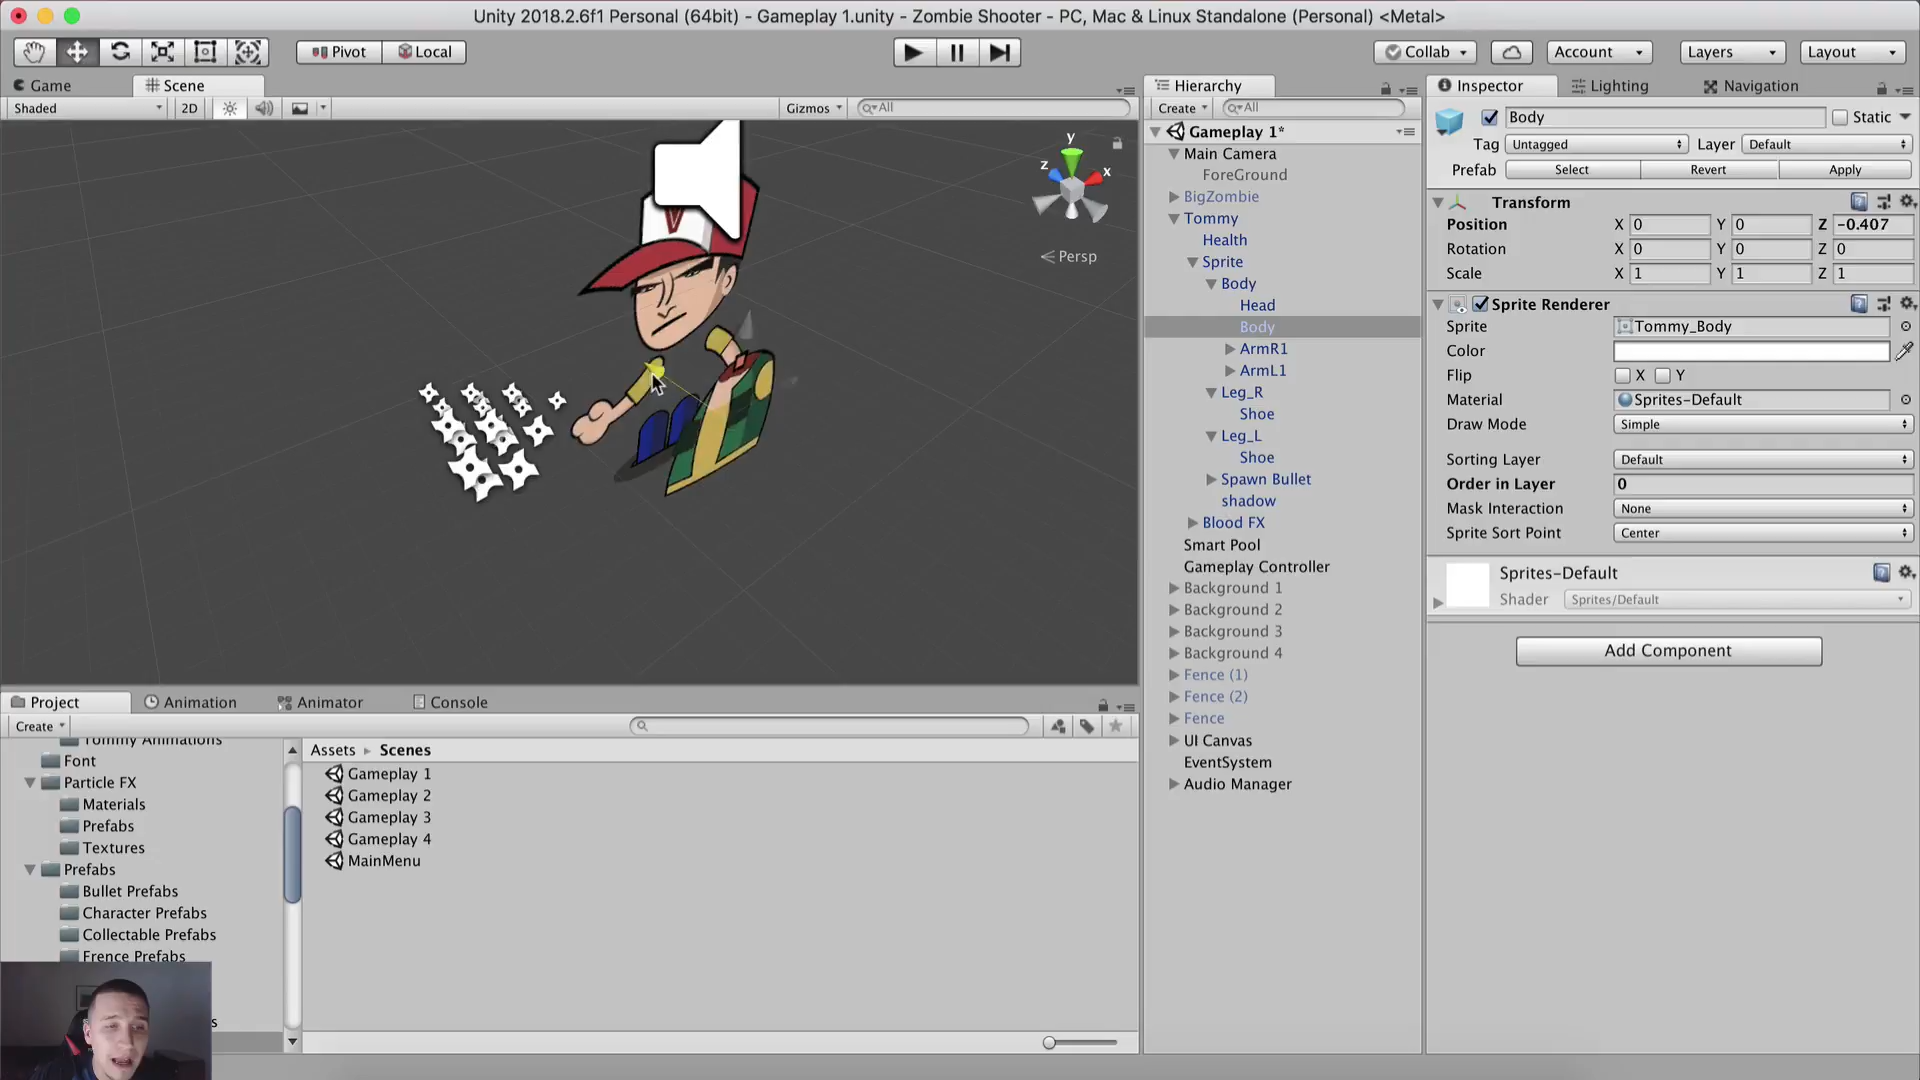 Unity 2018.2.6f1 Personal (64bit) - Gameplay 1.unity - Zombie Shooter - PC, Mac & Linux Standalone (Personal) <Metal>
Pivot Local Collab Account Layers Layout
Game Scene
Shaded 2D Gizmos All
y
z x
Persp
V
Hierarchy
Create All
Gameplay 1*
Main Camera
ForeGround
BigZombie
Tommy
Health
Sprite
Body
Head
Body
ArmR1
ArmL1
Leg_R
Shoe
Leg_L
Shoe
Spawn Bullet
shadow
Blood FX
Smart Pool
Gameplay Controller
Background 1
Background 2
Background 3
Background 4
Fence (1)
Fence (2)
Fence
UI Canvas
EventSystem
Audio Manager
Inspector Lighting Navigation
Body Static
Tag Untagged Layer Default
Prefab Select Revert Apply
Transform
Position X 0 Y 0 Z -0.407
Rotation X 0 Y 0 Z 0
Scale X 1 Y 1 Z 1
Sprite Renderer
Sprite Tommy_Body
Color
Flip X Y
Material Sprites-Default
Draw Mode Simple
Sorting Layer Default
Order in Layer 0
Mask Interaction None
Sprite Sort Point Center
Sprites-Default
Shader Sprites/Default
Add Component
Project Animation Animator Console
Create
Tommy Animations
Font
Particle FX
Materials
Prefabs
Textures
Prefabs
Bullet Prefabs
Character Prefabs
Collectable Prefabs
Frence Prefabs
Assets Scenes
Gameplay 1
Gameplay 2
Gameplay 3
Gameplay 4
MainMenu